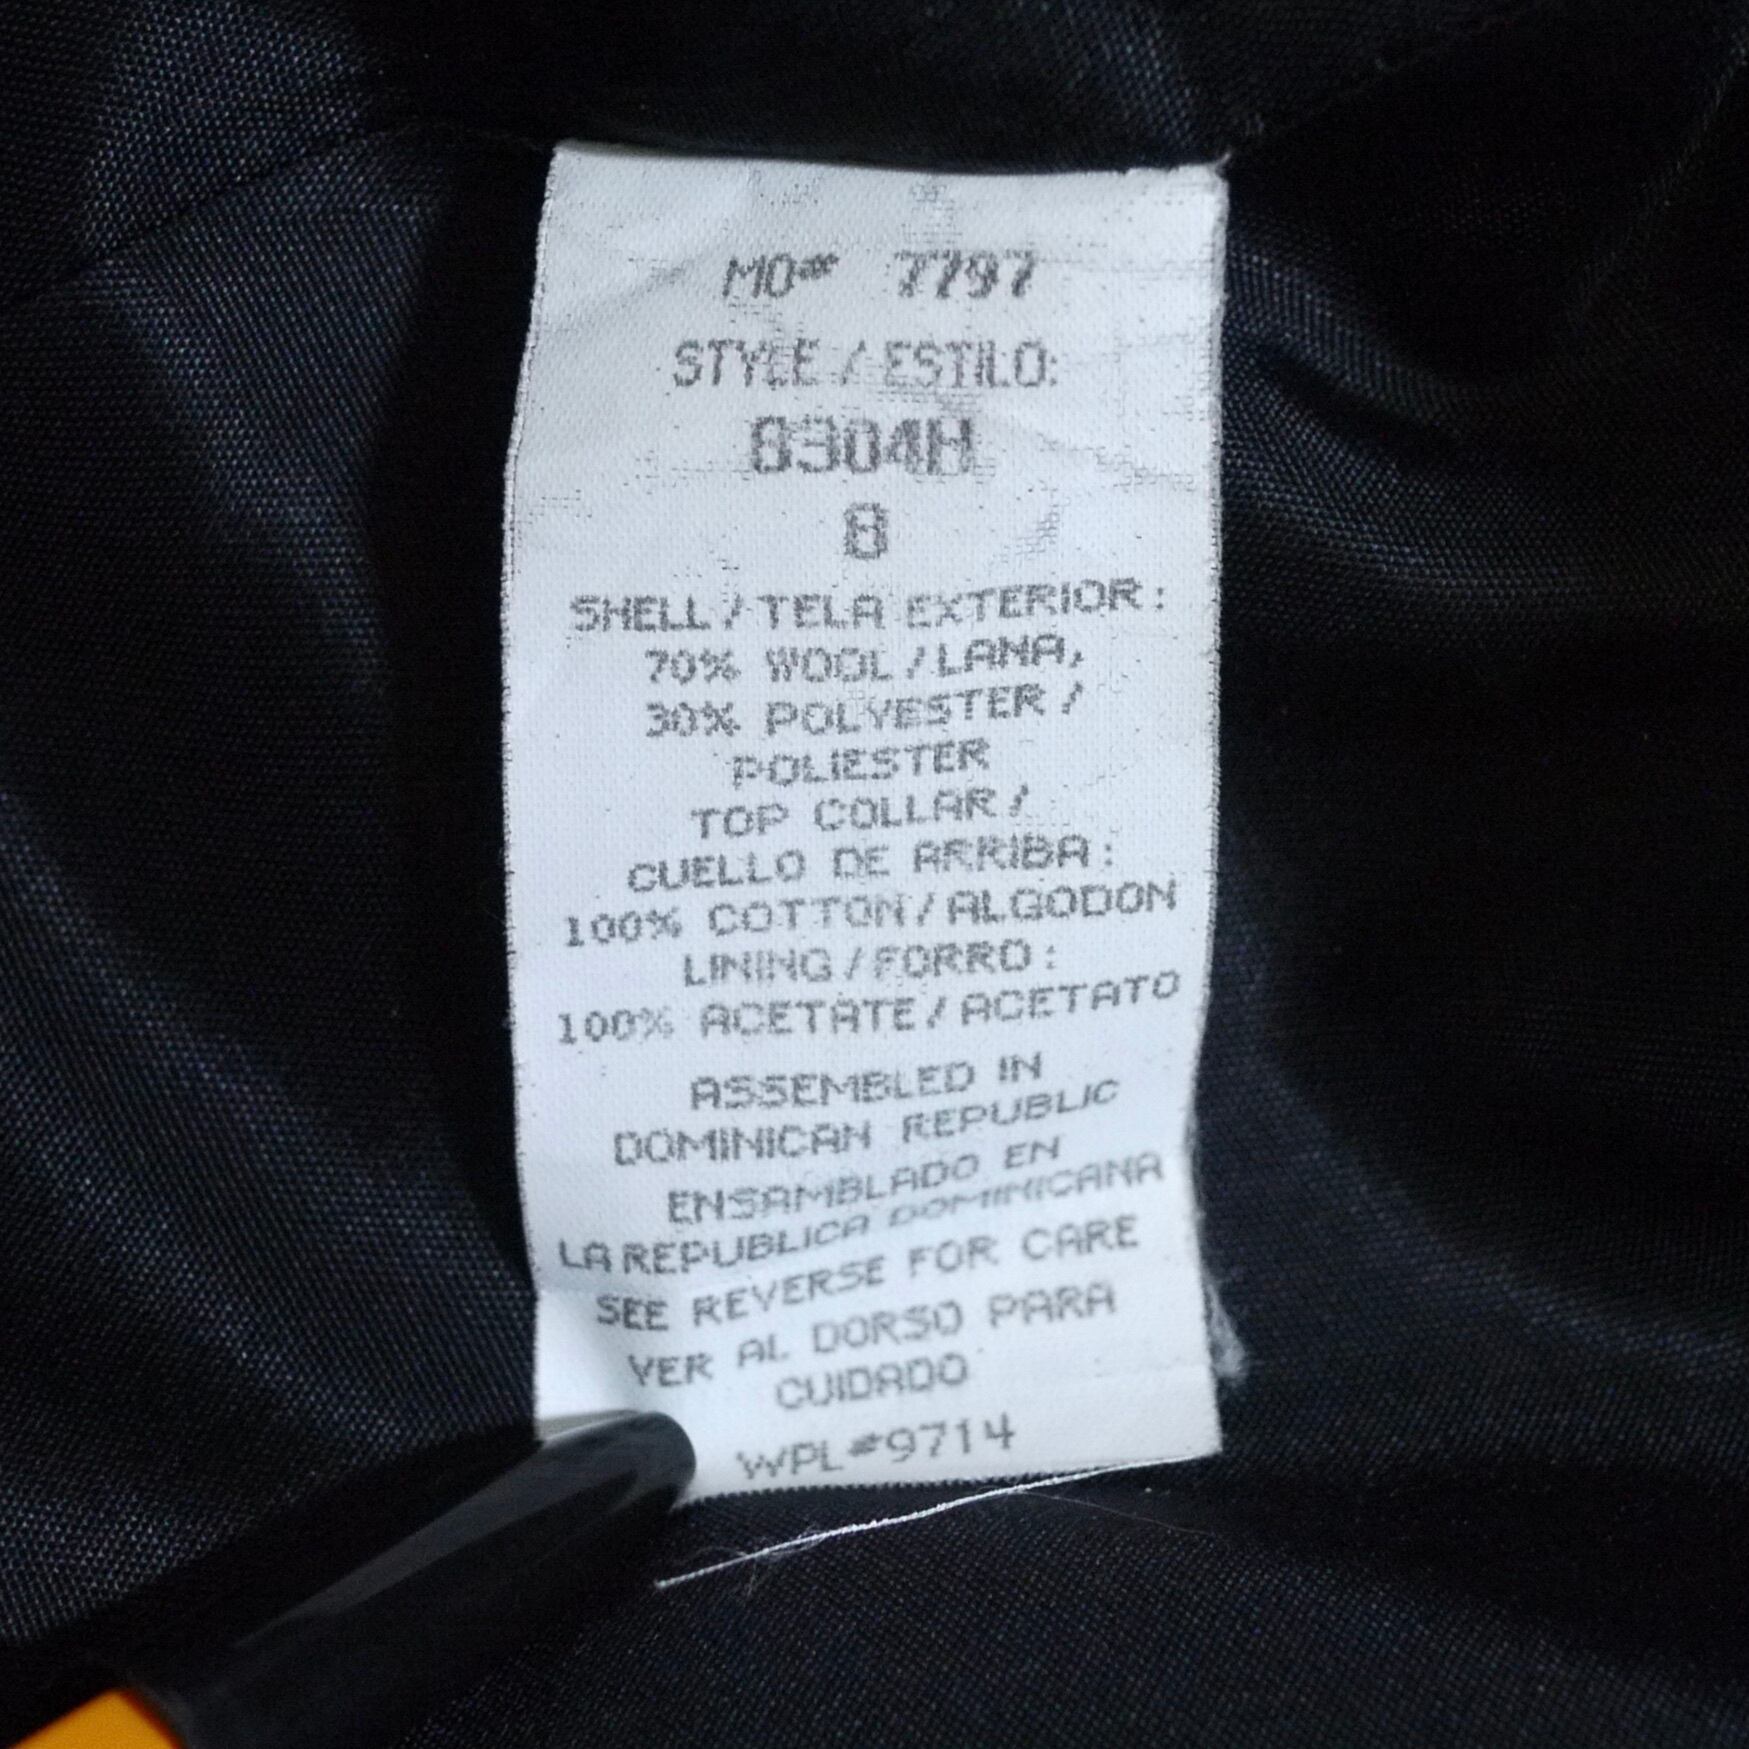 MO# 7797
STYLE / ESTILO:
8304H
8
SHELL / TELA EXTERIOR :
70% WOOL / LANA,
30% POLYESTER /
POLIESTER
TOP COLLAR /
CUELLO DE ARRIBA :
100% COTTON / ALGODON
LINING / FORRO :
100% ACETATE / ACETATO
ASSEMBLED IN
DOMINICAN REPUBLIC
ENSAMBLADO EN
LA REPUBLICA DOMINICANA
SEE REVERSE FOR CARE
VER AL DORSO PARA
CUIDADO
WPL#9714